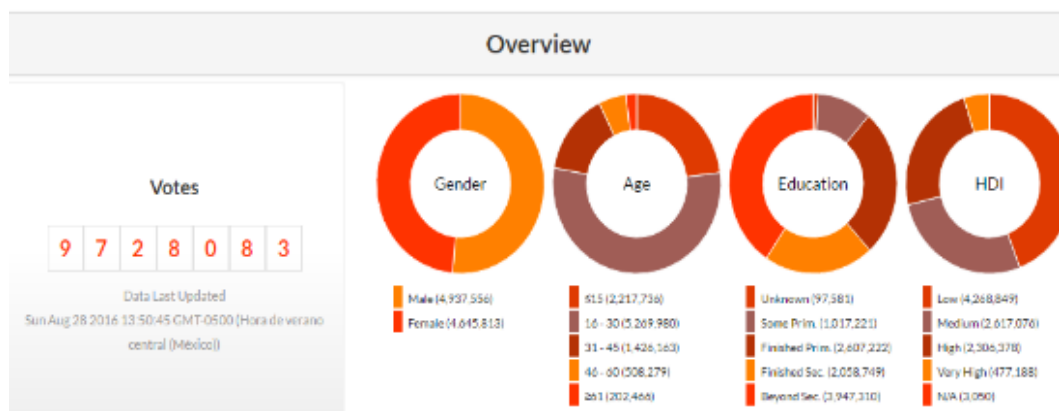 Overview
Votes
9 7 2 8 0 8 3
Data Last Updated
Sun Aug 28 2016 13:50:45 GMT-0500 (Hora de verano
central (México))
Gender
Male (4,937,556)
Female (4,645,813)
Age
≤15 (2,217,736)
16 - 30 (5,269,980)
31 - 45 (1,426,163)
46 - 60 (508,279)
≥61 (202,466)
Education
Unknown (97,581)
Some Prim. (1,017,221)
Finished Prim. (2,607,222)
Finished Sec. (2,058,749)
Beyond Sec. (3,947,310)
HDI
Low (4,268,849)
Medium (2,617,076)
High (2,306,378)
Very High (477,188)
N/A (3,050)